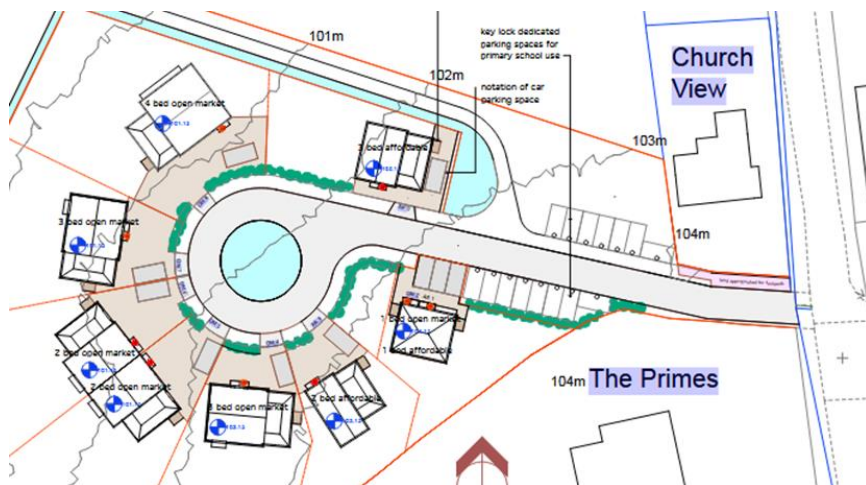 101m
102m
key lock dedicated
parking spaces for
primary school use
notation of car
parking space
Church
View
4 bed open market
3 bed affordable
103m
104m
3 bed open market
1 bed open market
1 bed affordable
2 bed open market
2 bed open market
3 bed open market
2 bed affordable
104m
The Primes